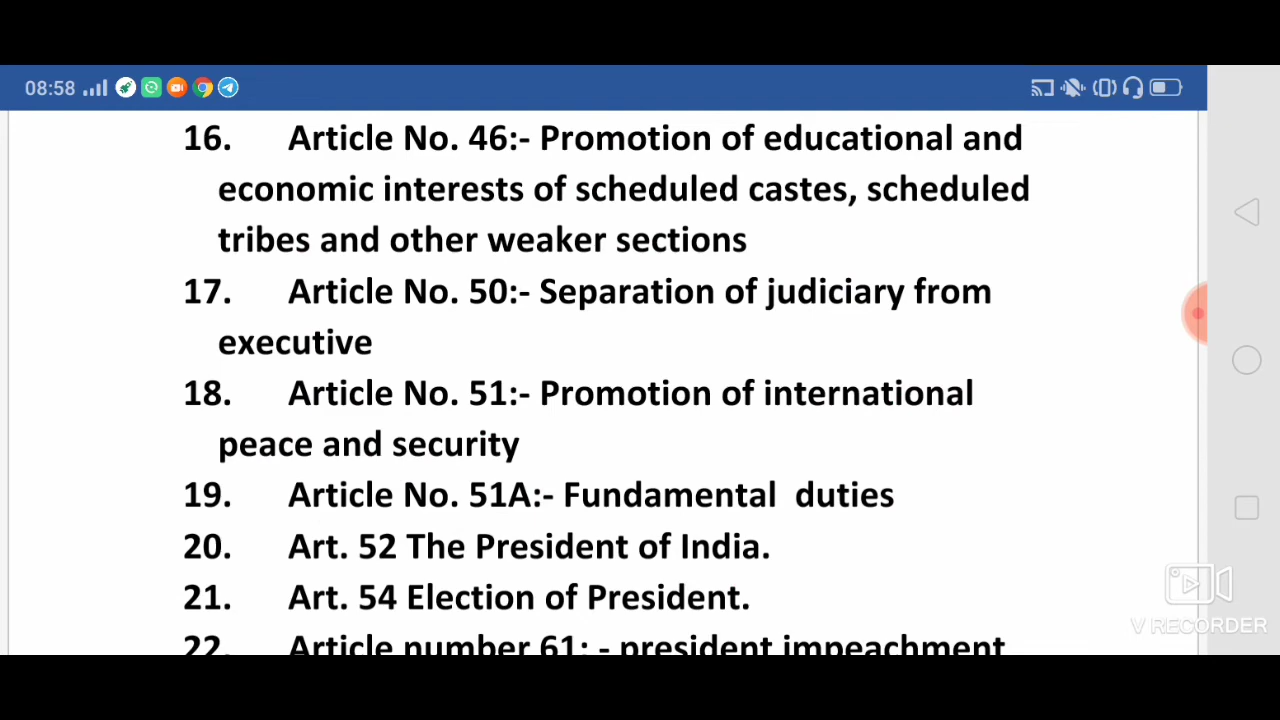 08:58
16. Article No. 46:- Promotion of educational and
economic interests of scheduled castes, scheduled
tribes and other weaker sections
17. Article No. 50:- Separation of judiciary from
executive
18. Article No. 51:- Promotion of international
peace and security
19. Article No. 51A:- Fundamental duties
20. Art. 52 The President of India.
21. Art. 54 Election of President.
22. Article number 61: - president impeachment
V RECORDER